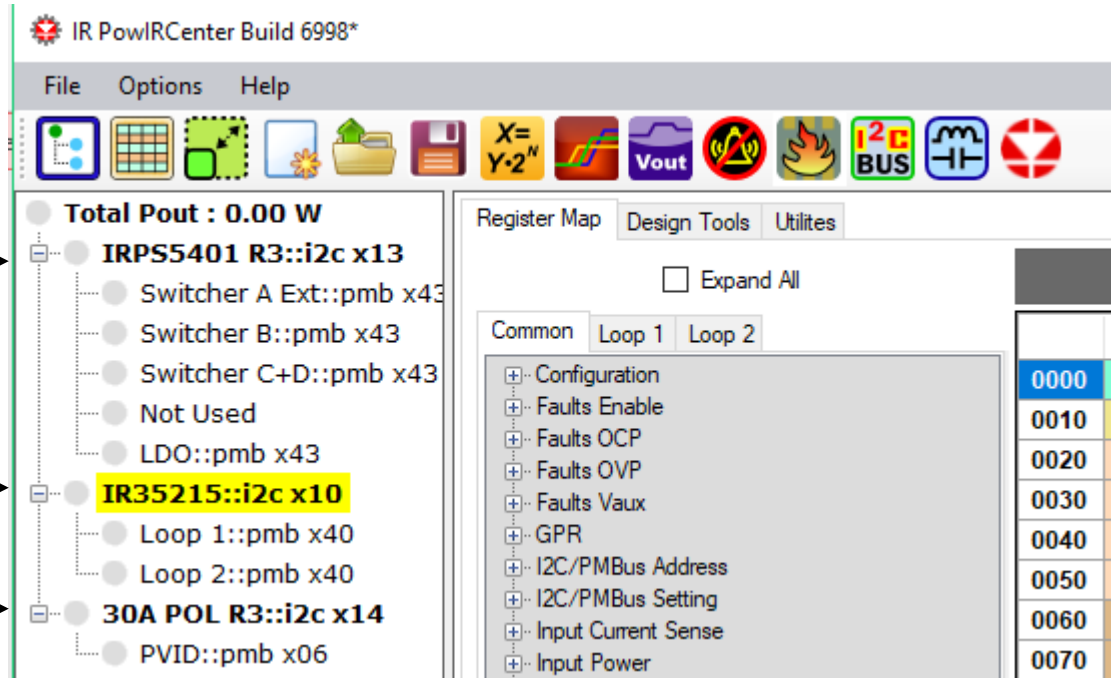 IR PowIRCenter Build 6998*
File Options Help
X=
Y·2ᴺ
Vout
I²C
BUS
Total Pout : 0.00 W
IRPS5401 R3::i2c x13
Switcher A Ext::pmb x43
Switcher B::pmb x43
Switcher C+D::pmb x43
Not Used
LDO::pmb x43
IR35215::i2c x10
Loop 1::pmb x40
Loop 2::pmb x40
30A POL R3::i2c x14
PVID::pmb x06
Register Map Design Tools Utilites
Expand All
Common Loop 1 Loop 2
Configuration
Faults Enable
Faults OCP
Faults OVP
Faults Vaux
GPR
I2C/PMBus Address
I2C/PMBus Setting
Input Current Sense
Input Power
0000
0010
0020
0030
0040
0050
0060
0070